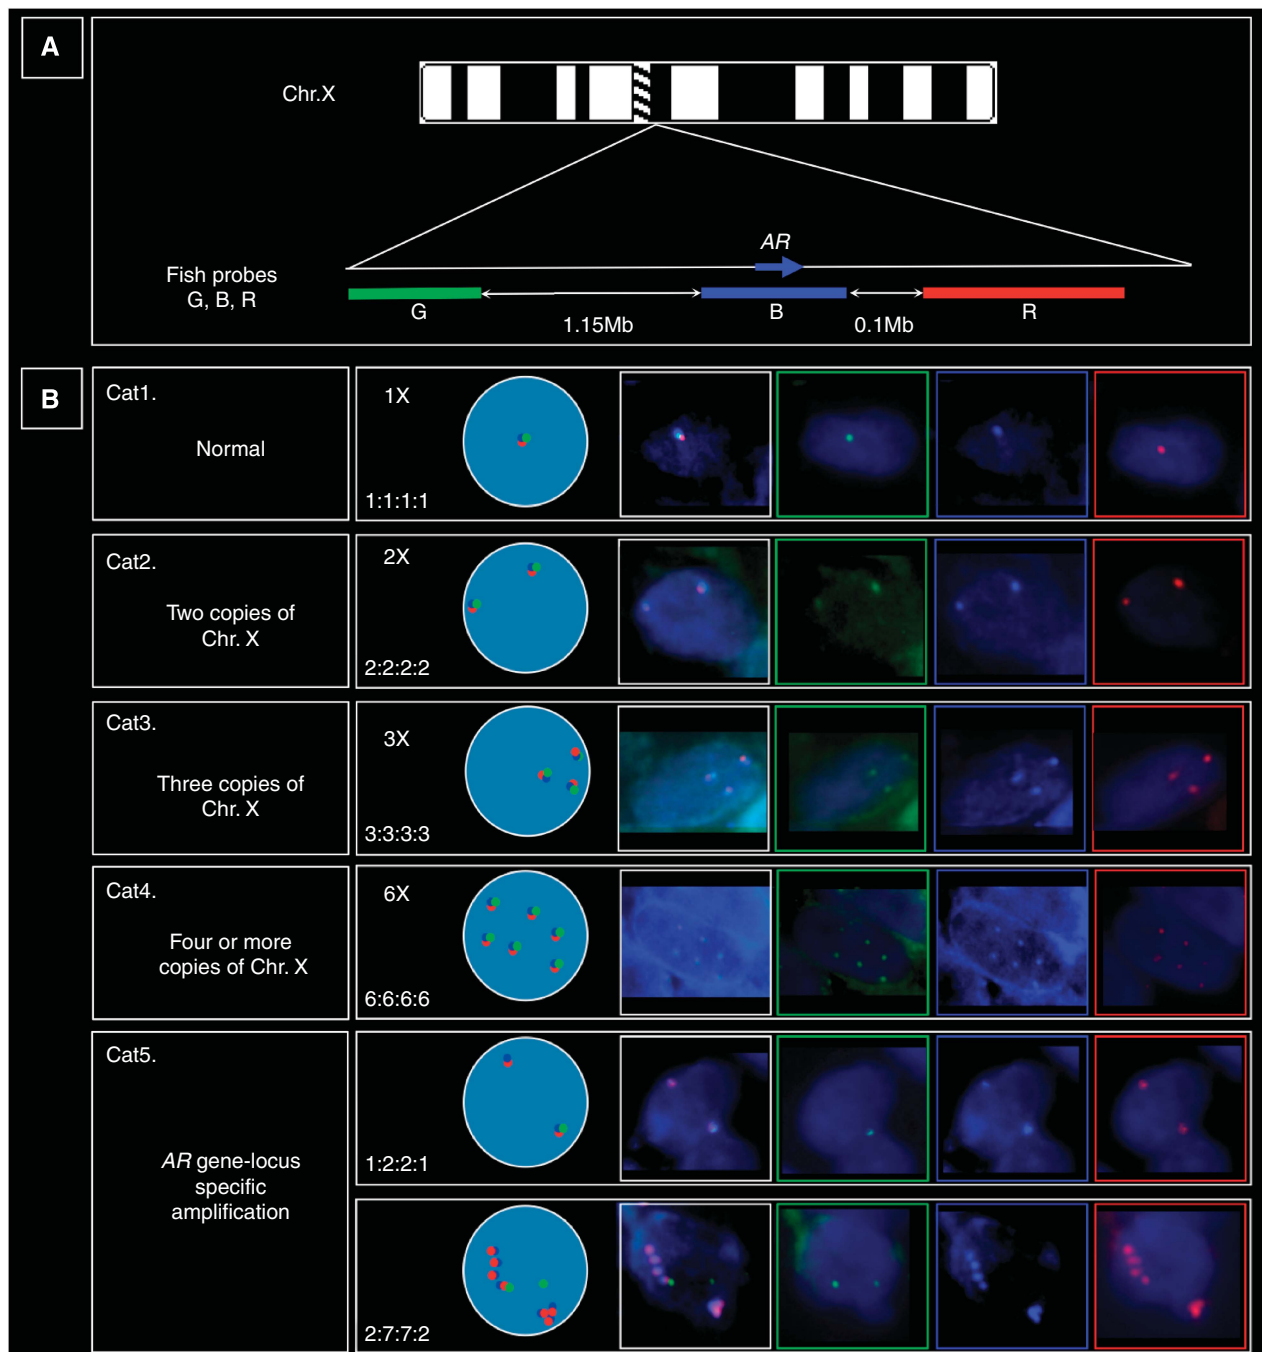 A
Chr.X
AR
Fish probes
G, B, R
G
B
R
1.15Mb
0.1Mb
B
Cat1.
Normal
1X
1:1:1:1
Cat2.
Two copies of
Chr. X
2X
2:2:2:2
Cat3.
Three copies of
Chr. X
3X
3:3:3:3
Cat4.
Four or more
copies of Chr. X
6X
6:6:6:6
Cat5.
AR gene-locus
specific
amplification
1:2:2:1
2:7:7:2